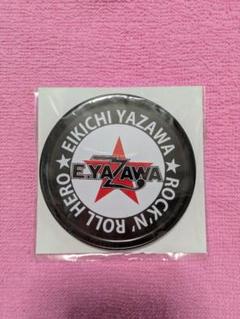 ★ EIKICHI YAZAWA ★ ROCK'N' ROLL HERO
E.YAZAWA